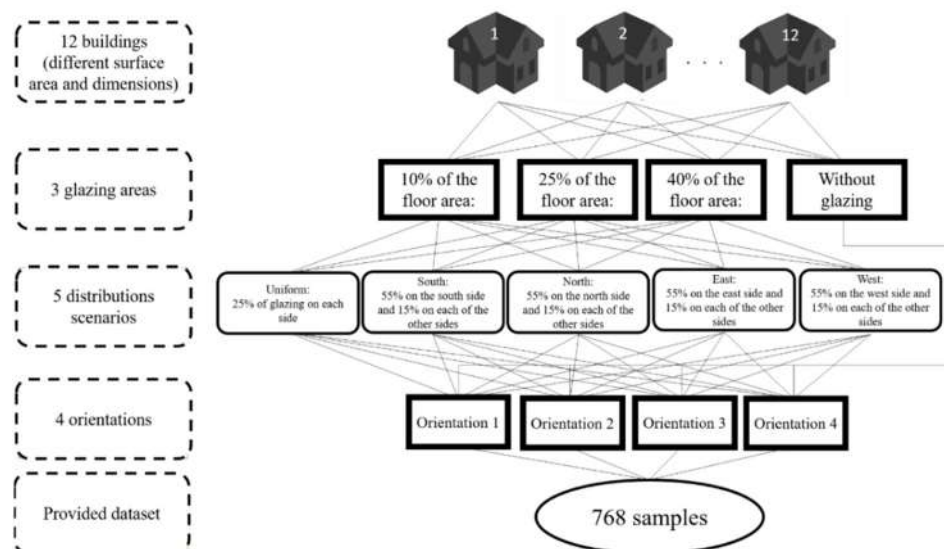 12 buildings
(different surface
area and dimensions)
1
2
. . .
12
3 glazing areas
10% of the
floor area:
25% of the
floor area:
40% of the
floor area:
Without
glazing
5 distributions
scenarios
Uniform:
25% of glazing on each
side
South:
55% on the south side
and 15% on each of the
other sides
North:
55% on the north side
and 15% on each of the
other sides
East:
55% on the east side and
15% on each of the other
sides
West:
55% on the west side and
15% on each of the other
sides
4 orientations
Orientation 1
Orientation 2
Orientation 3
Orientation 4
Provided dataset
768 samples